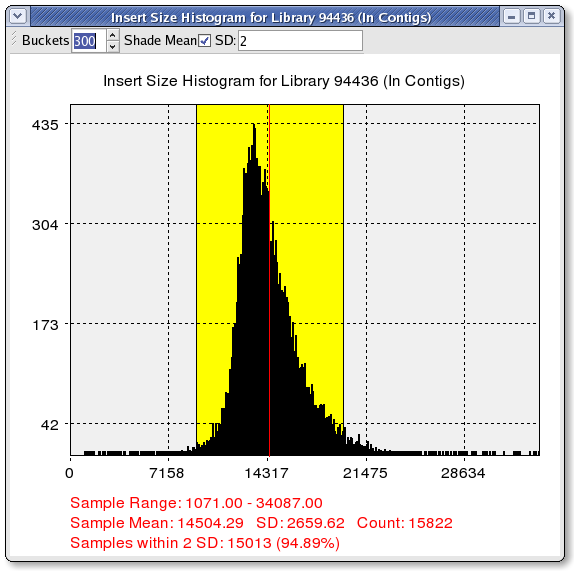 Insert Size Histogram for Library 94436 (In Contigs)
Buckets 300 Shade Mean SD: 2
Insert Size Histogram for Library 94436 (In Contigs)
435
304
173
42
0 7158 14317 21475 28634
Sample Range: 1071.00 - 34087.00
Sample Mean: 14504.29 SD: 2659.62 Count: 15822
Samples within 2 SD: 15013 (94.89%)